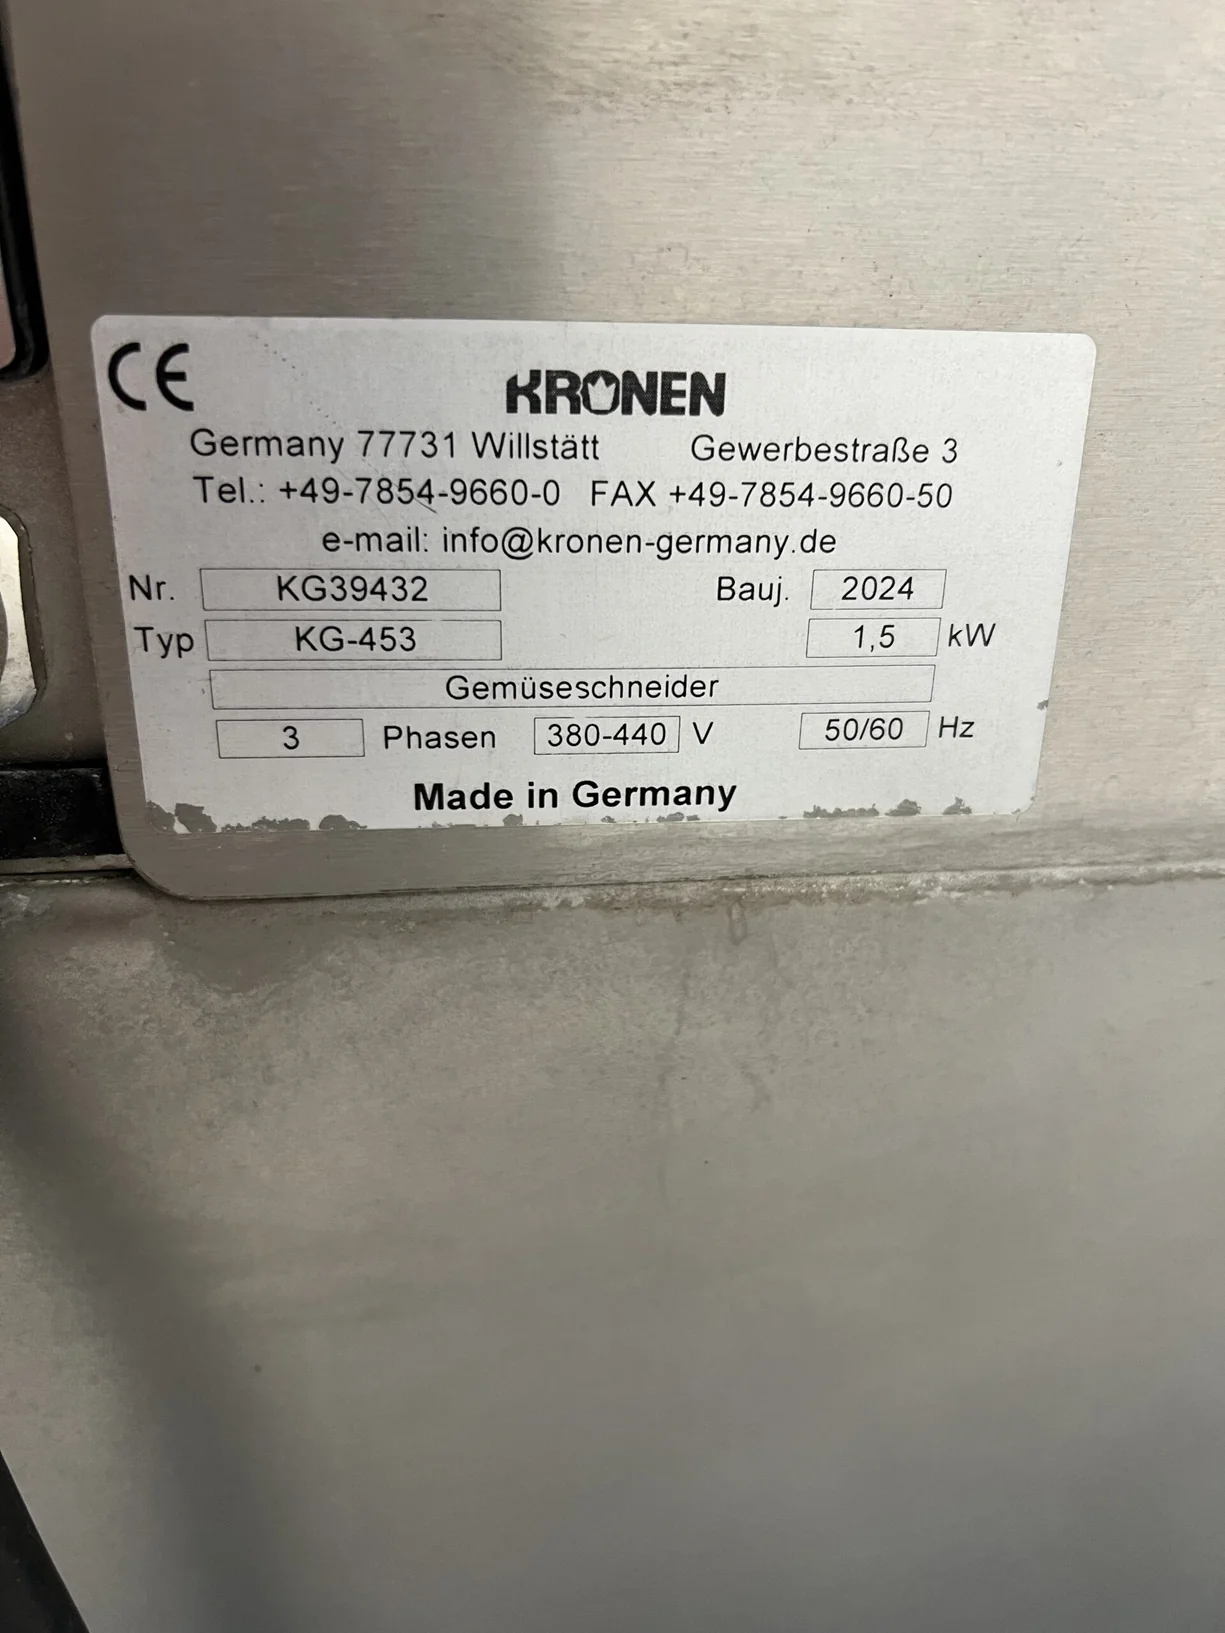 CE KRONEN
Germany 77731 Willstätt Gewerbestraße 3
Tel.: +49-7854-9660-0 FAX +49-7854-9660-50
e-mail: info@kronen-germany.de
Nr. KG39432 Bauj. 2024
Typ KG-453 1,5 kW
Gemüseschneider
3 Phasen 380-440 V 50/60 Hz
Made in Germany